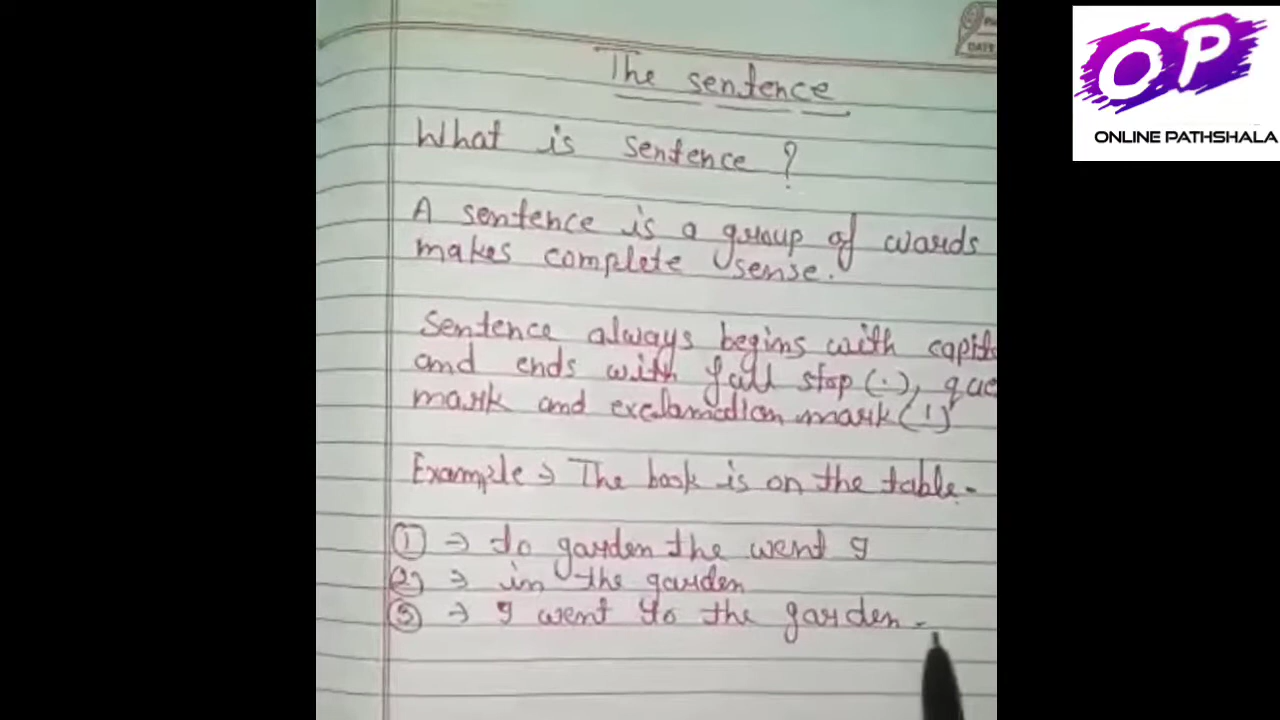 OP
ONLINE PATHSHALA
DATE
The sentence
What is sentence ?
A sentence is a group of words
makes complete sense.
Sentence always begins with
and ends with full stop (.),
mark and exclamation mark (!)
Example → The book is on the table.
① → to garden the went I
② → in the garden
③ → I went to the garden.